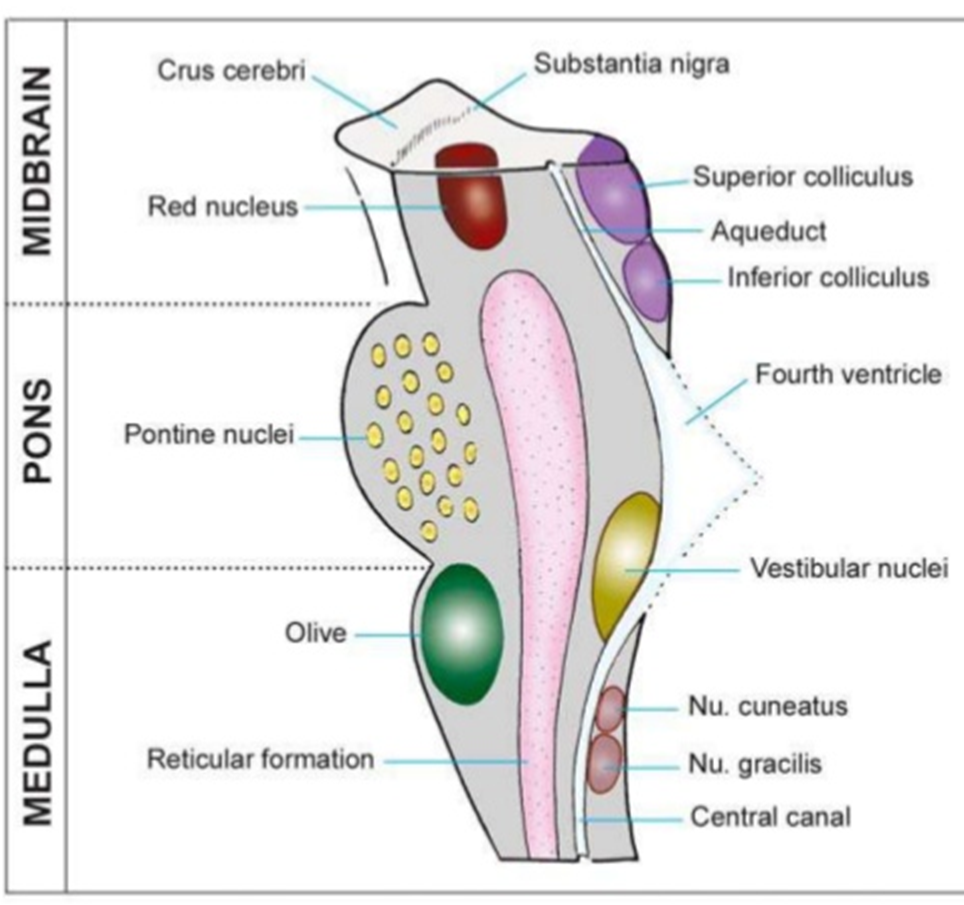 MIDBRAIN
Crus cerebri
Substantia nigra
Red nucleus
Superior colliculus
Aqueduct
Inferior colliculus
PONS
Fourth ventricle
Pontine nuclei
Vestibular nuclei
MEDULLA
Olive
Nu. cuneatus
Reticular formation
Nu. gracilis
Central canal